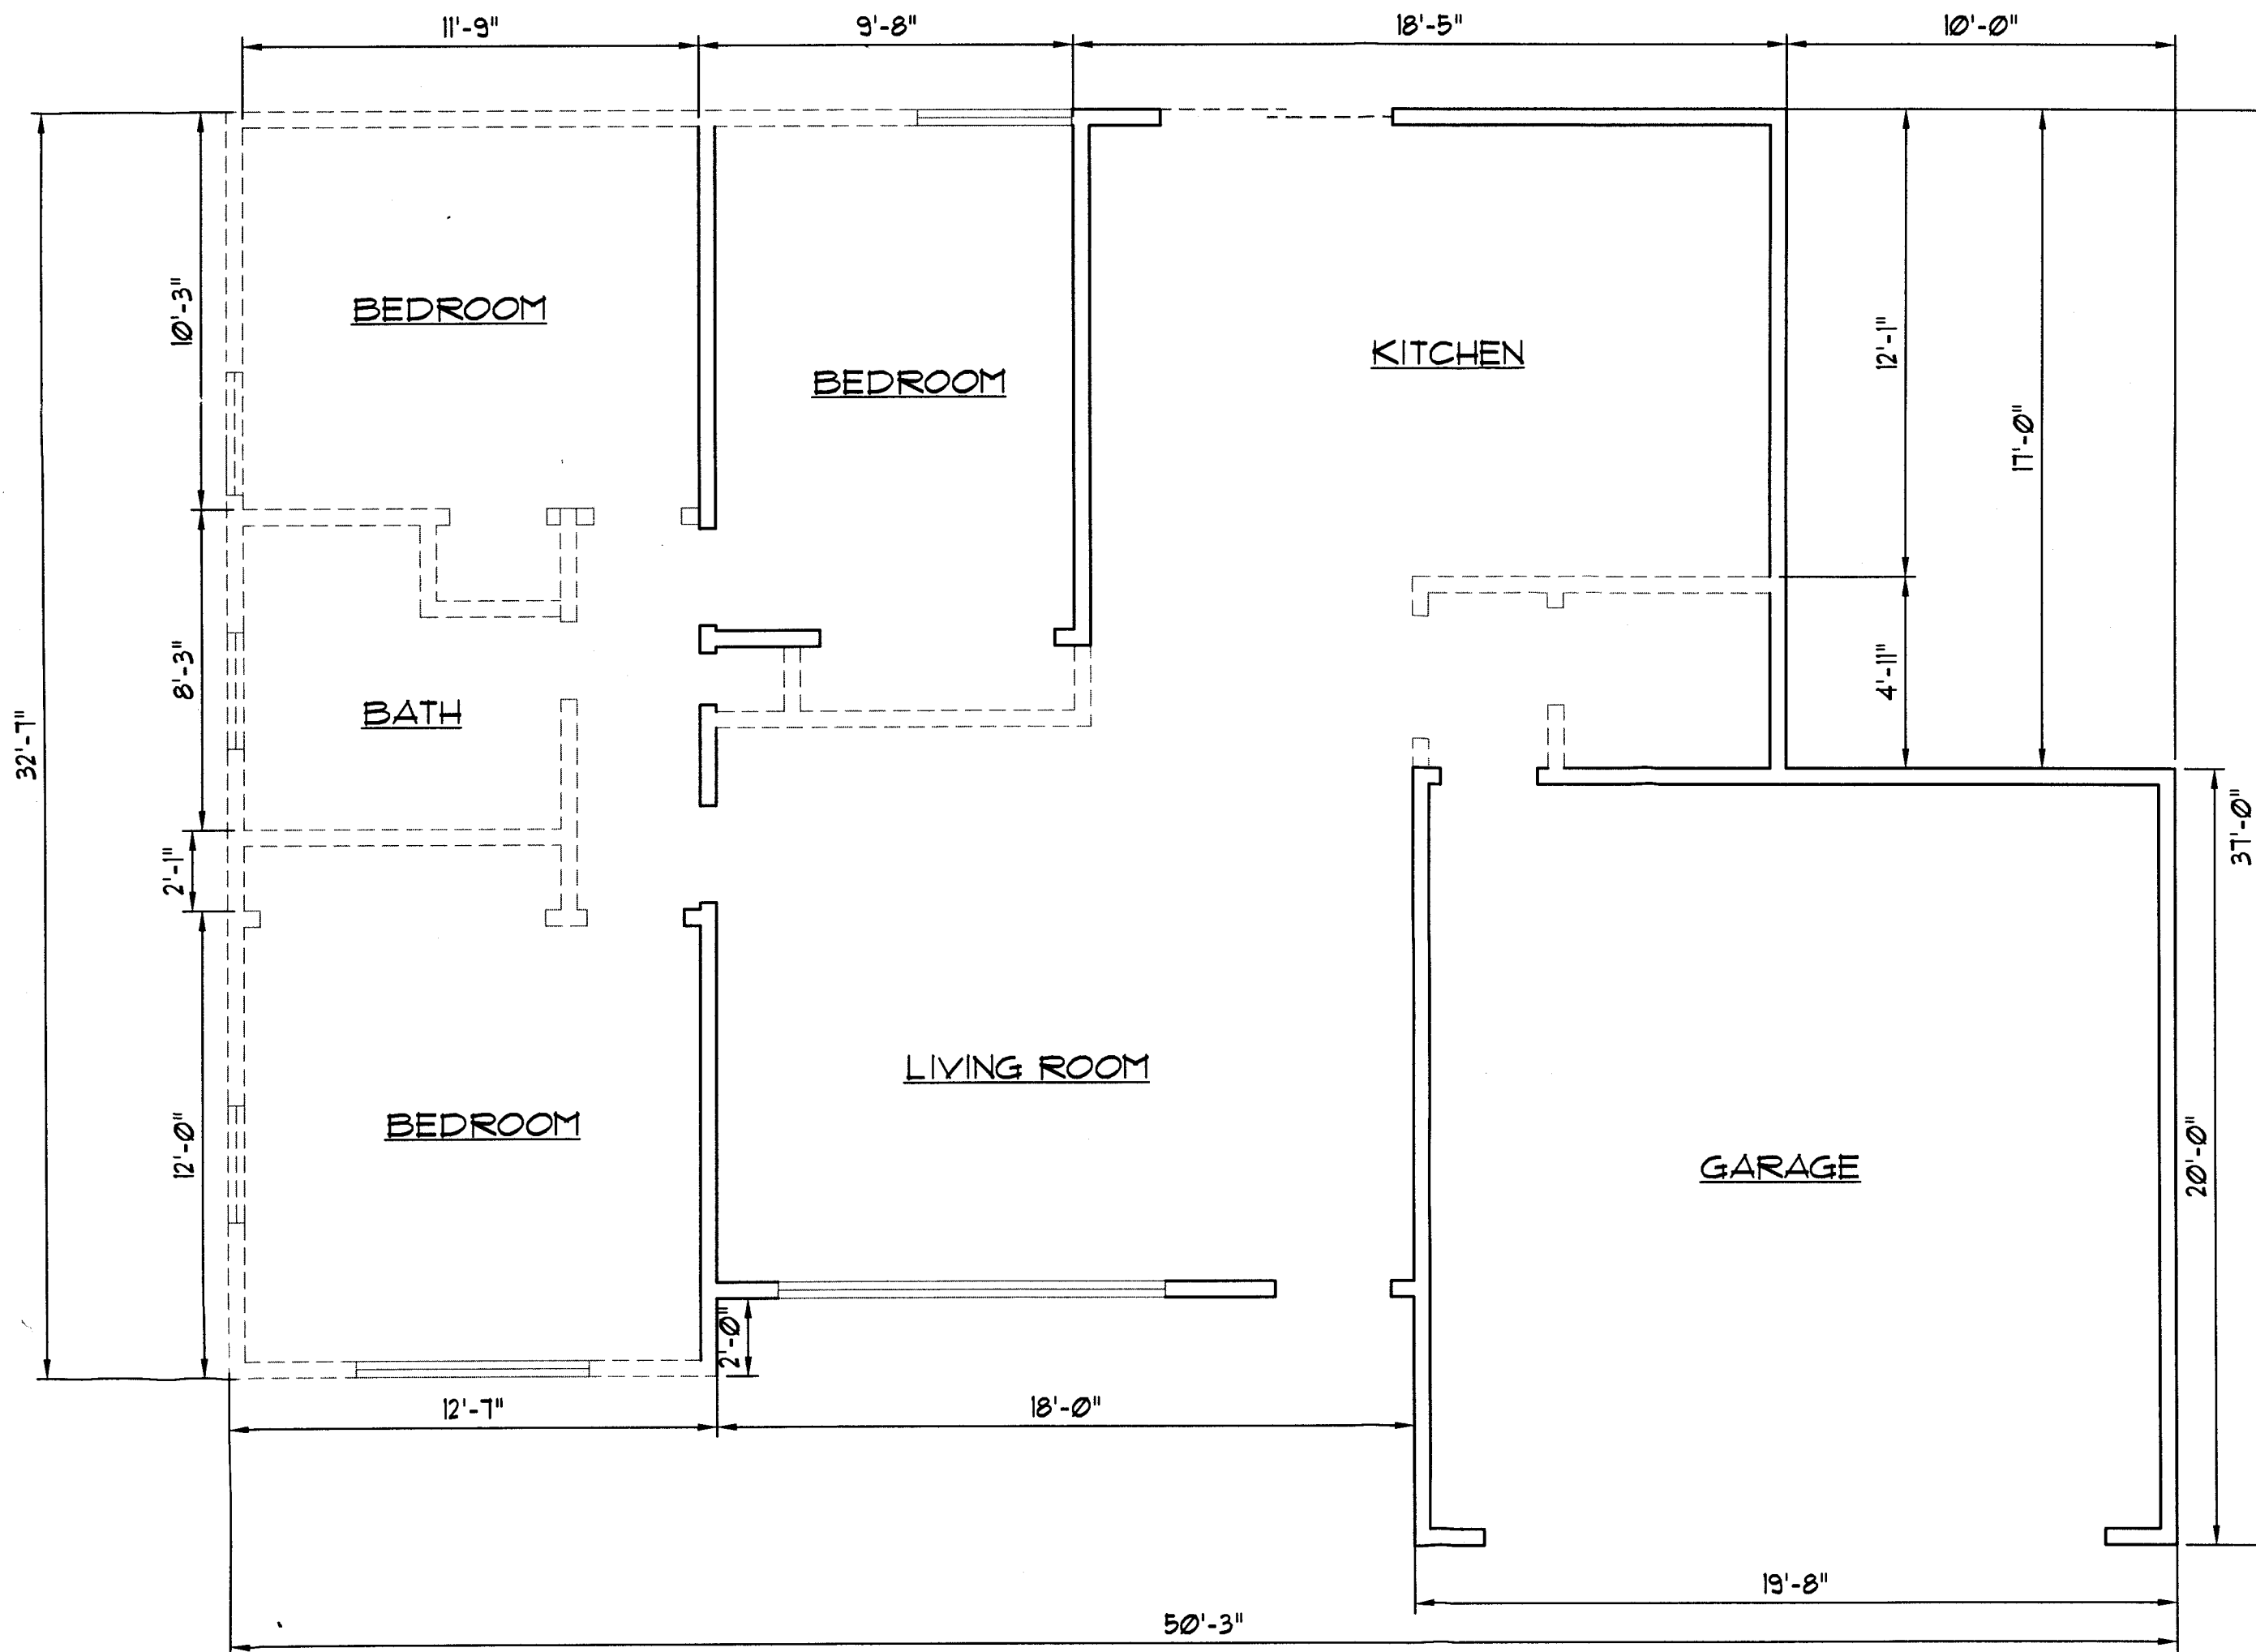 11'-9"
9'-8"
18'-5"
10'-0"
10'-3"
BEDROOM
BEDROOM
KITCHEN
12'-1"
17'-0"
8'-3"
BATH
4'-11"
32'-7"
2'-1"
37'-0"
LIVING ROOM
12'-0"
BEDROOM
GARAGE
20'-0"
2'-0"
12'-7"
18'-0"
19'-8"
50'-3"